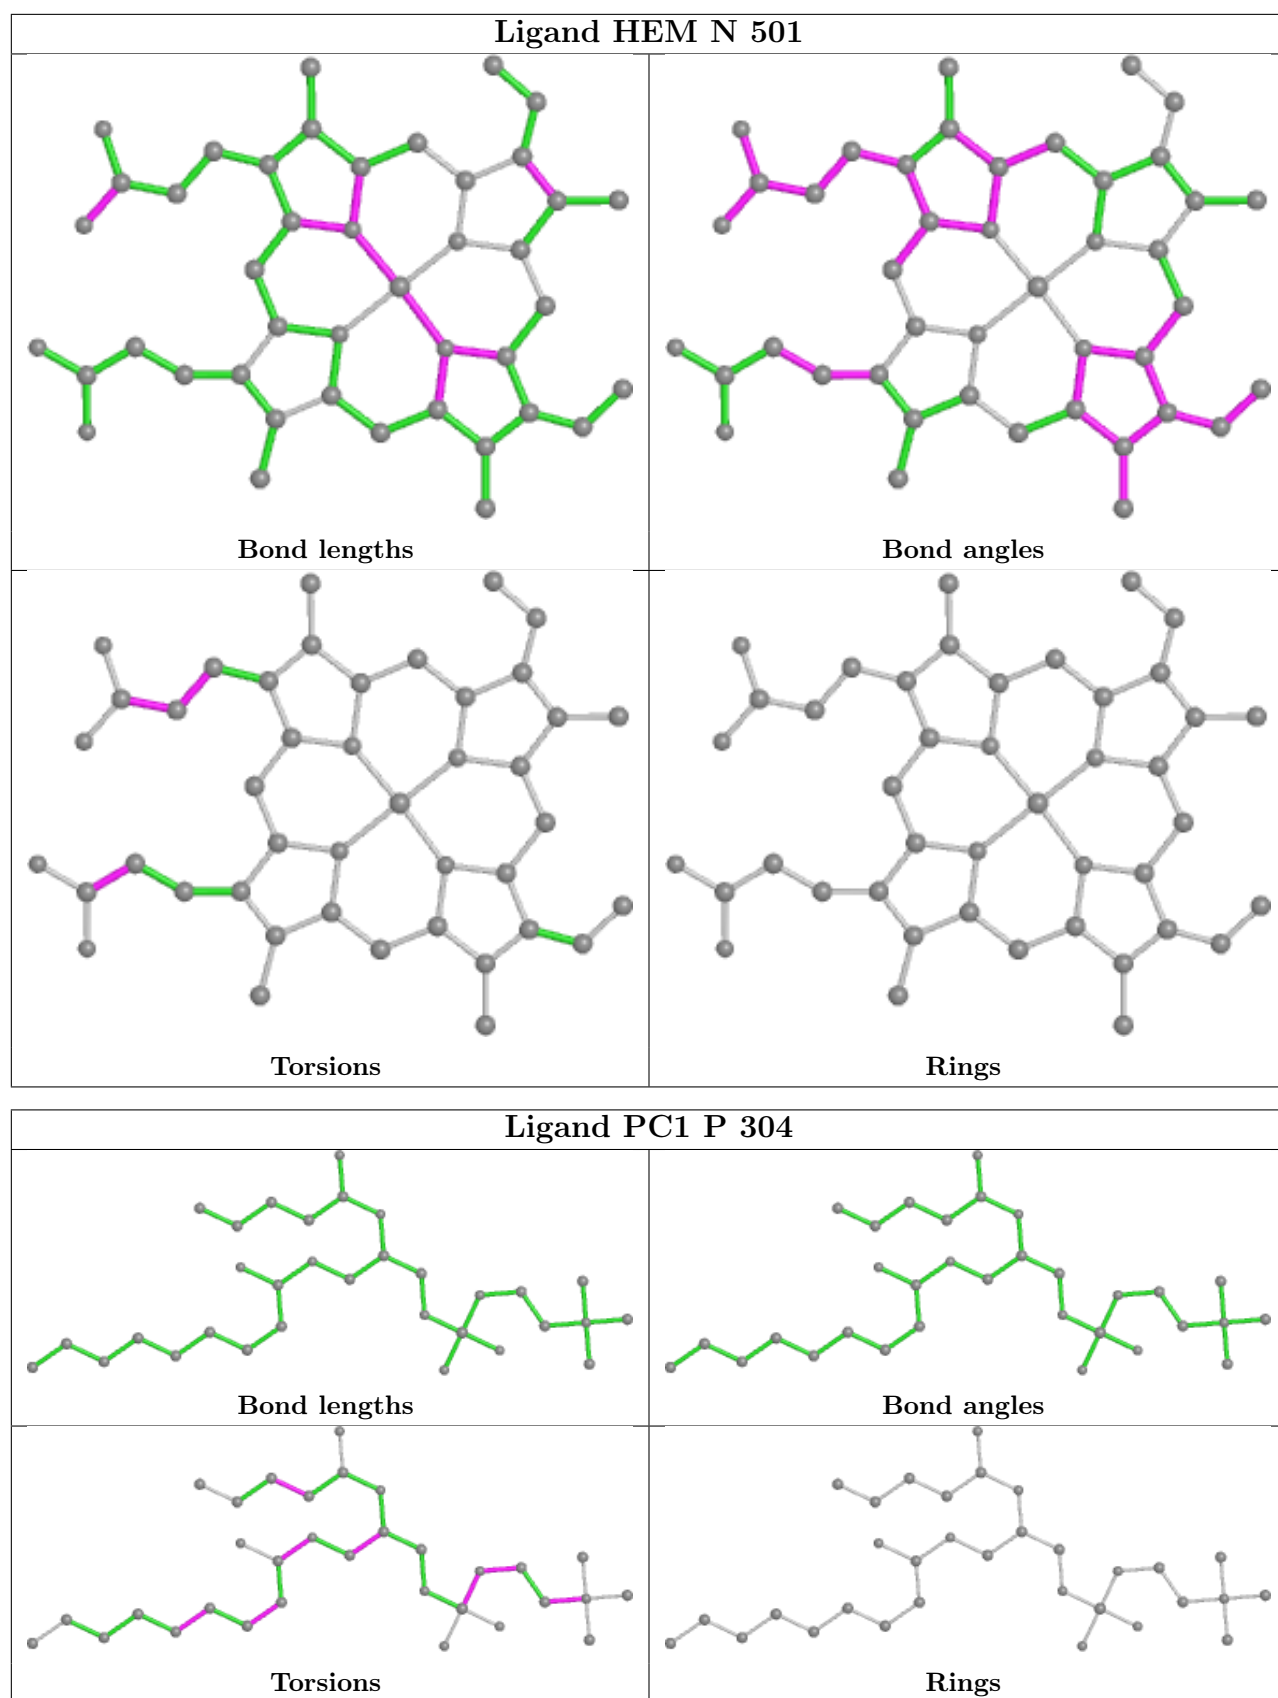 Ligand HEM N 501
Bond lengths
Bond angles
Torsions
Rings
Ligand PC1 P 304
Bond lengths
Bond angles
Torsions
Rings